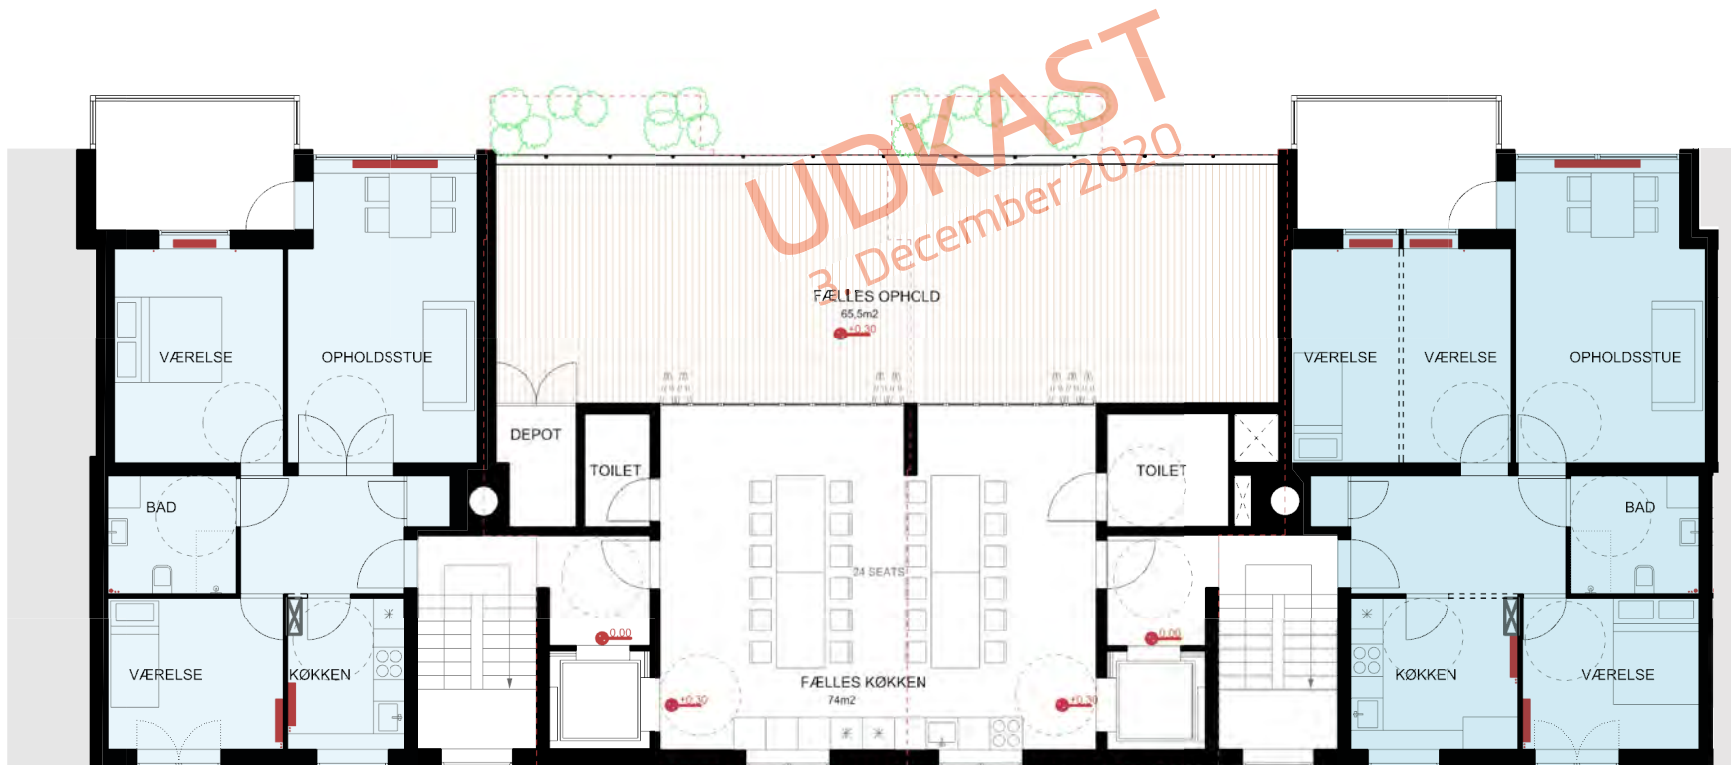 UDKAST
3. December 2020
FÆLLES OPHOLD
65,5m2
+0.30
VÆRELSE
OPHOLDSSTUE
VÆRELSE
VÆRELSE
OPHOLDSSTUE
DEPOT
TOILET
TOILET
BAD
BAD
24 SEATS
0.00
0.00
VÆRELSE
KØKKEN
FÆLLES KØKKEN
74m2
+0.30
+0.30
KØKKEN
VÆRELSE